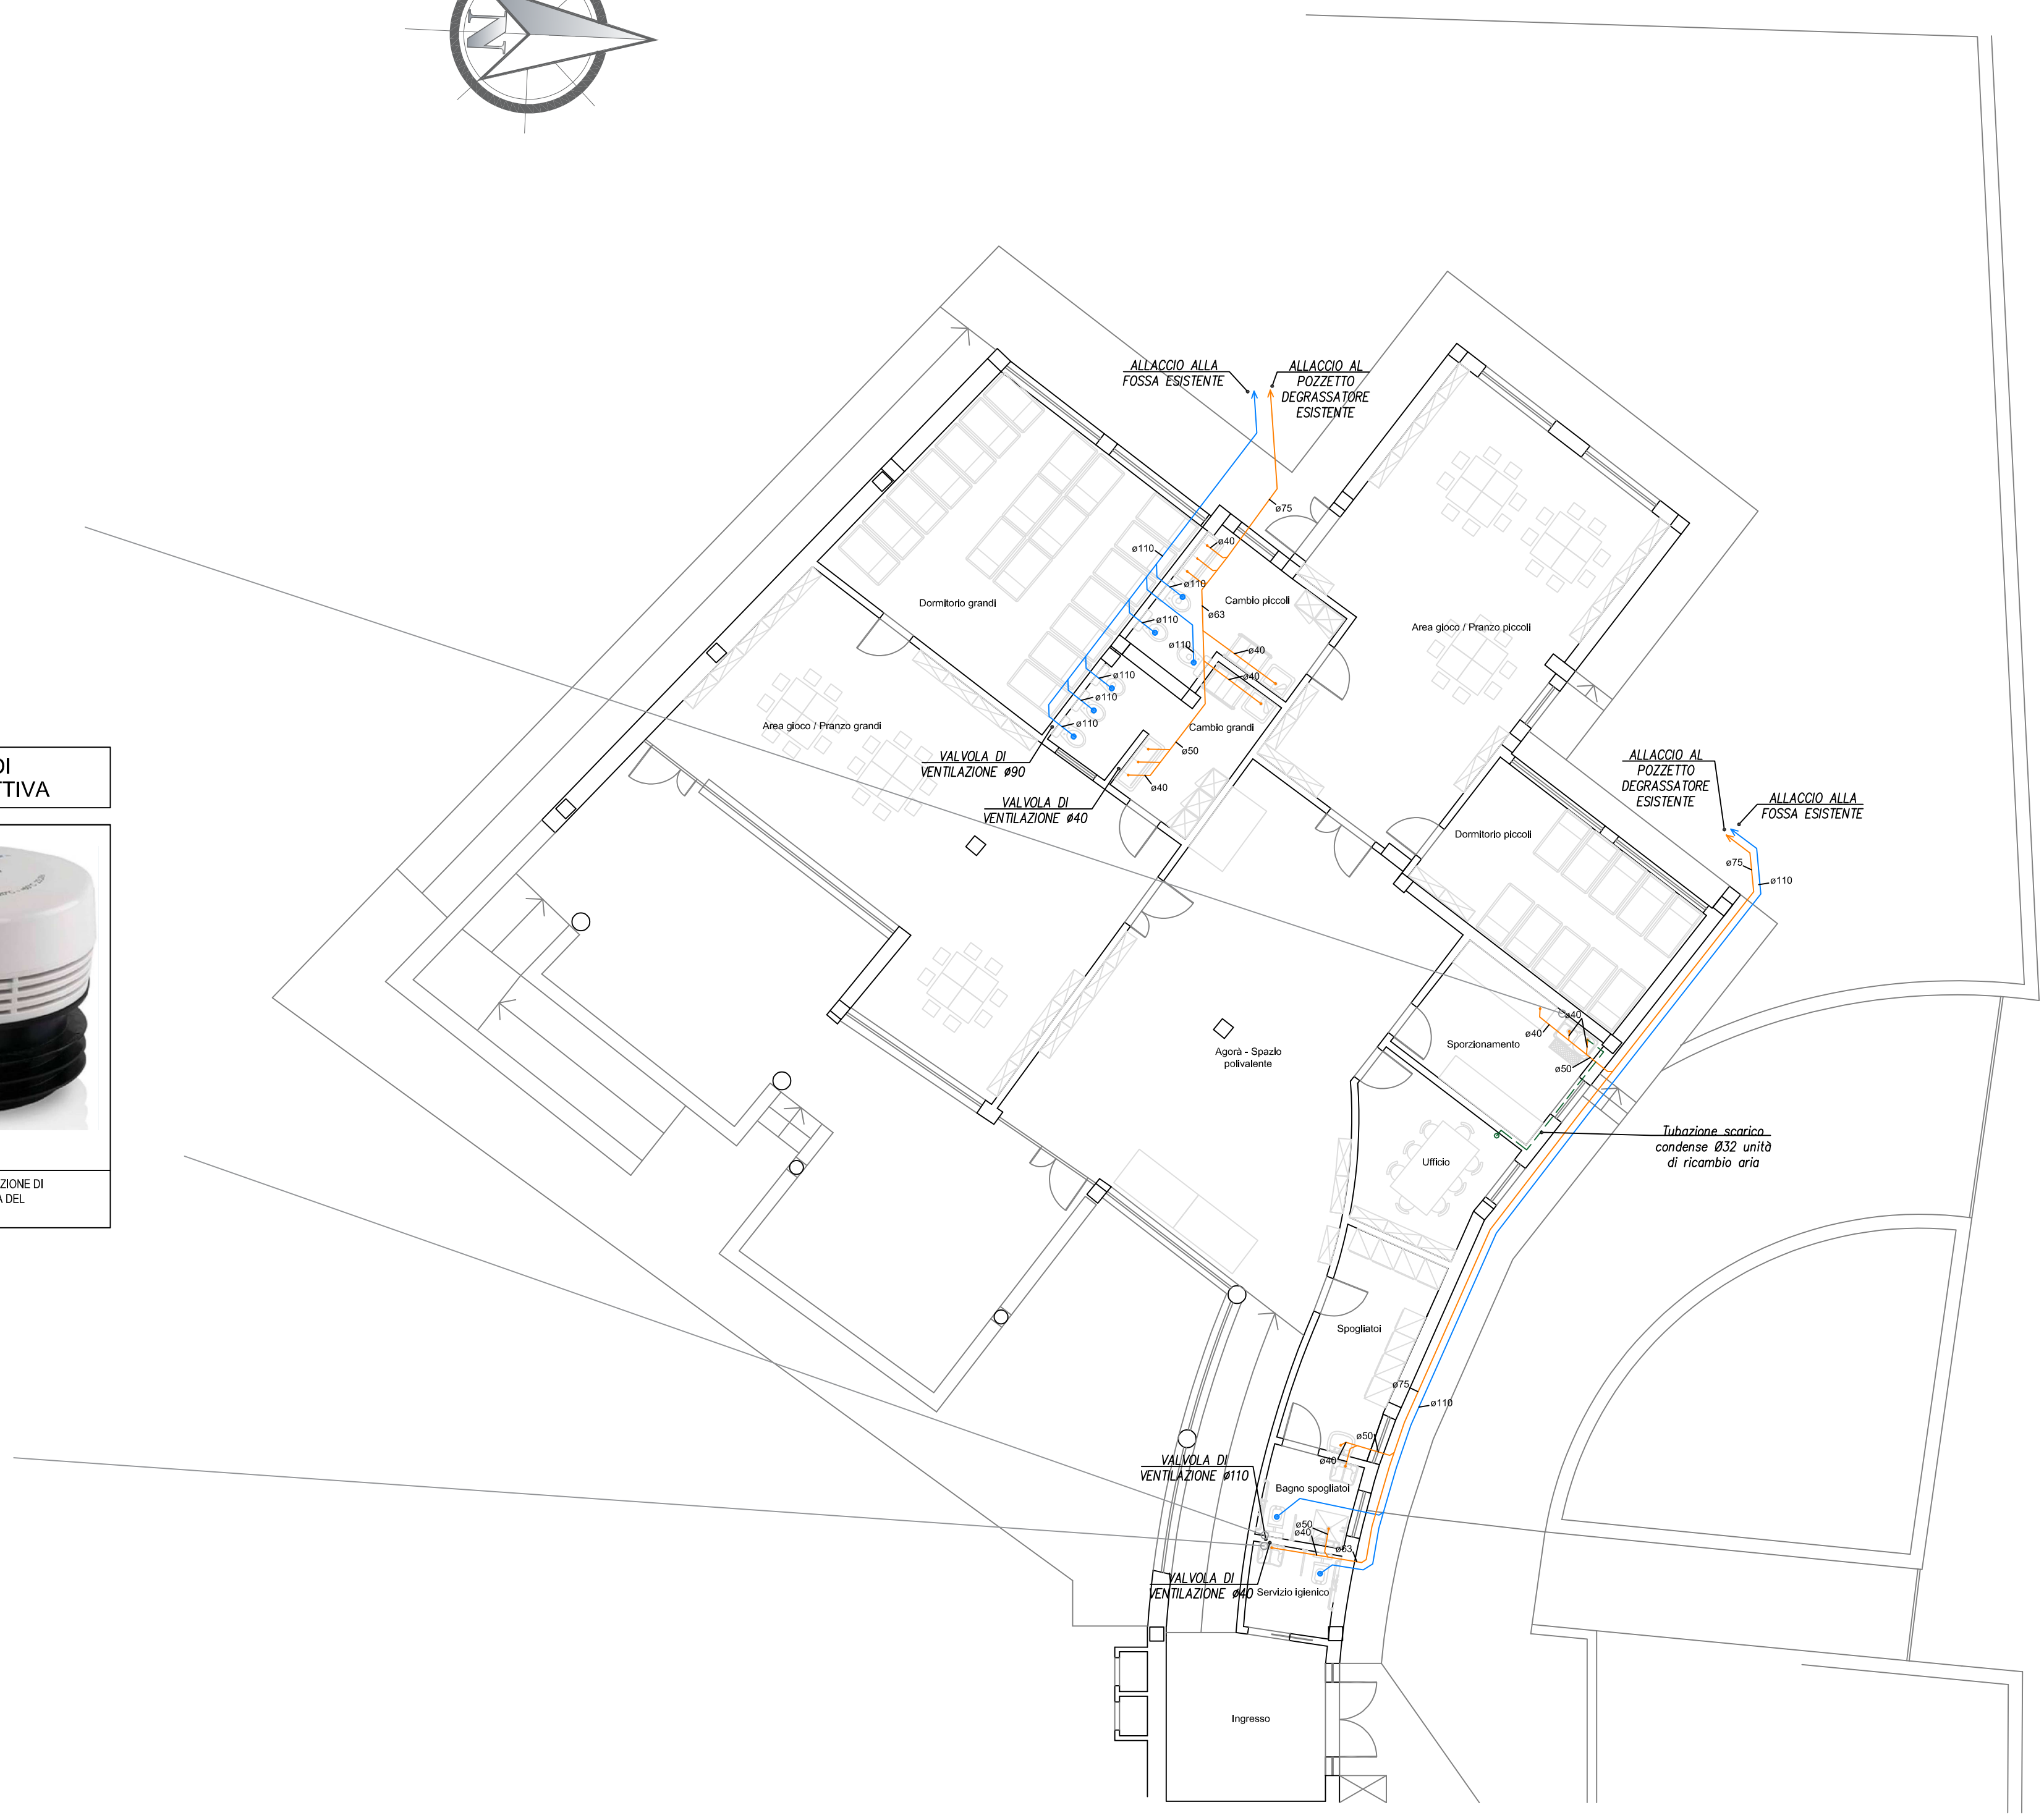 N
ALLACCIO ALLA
FOSSA ESISTENTE
ALLACCIO AL
POZZETTO
DEGRASSATORE
ESISTENTE
ø75
ø40
ø110
ø110
Dormitorio grandi
Cambio piccoli
ø63
ø110
Area gioco / Pranzo piccoli
ø110
ø40
ø110
ø40
ø110
ø110
Area gioco / Pranzo grandi
Cambio grandi
ø50
VALVOLA DI
VENTILAZIONE ø90
ø40
VALVOLA DI
VENTILAZIONE ø40
DI
TTIVA
ALLACCIO AL
POZZETTO
DEGRASSATORE
ESISTENTE
ALLACCIO ALLA
FOSSA ESISTENTE
Dormitorio piccoli
ø75
ø110
ø40
ø40
Sporzionamento
ø50
Agorà - Spazio
polivalente
Tubazione scarico
condense Ø32 unità
di ricambio aria
Ufficio
ZIONE DI
A DEL
Spogliatoi
ø75
ø110
ø50
ø40
VALVOLA DI
VENTILAZIONE ø110
Bagno spogliatoi
ø50
ø40
ø63
VALVOLA DI
VENTILAZIONE ø40
Servizio igienico
Ingresso